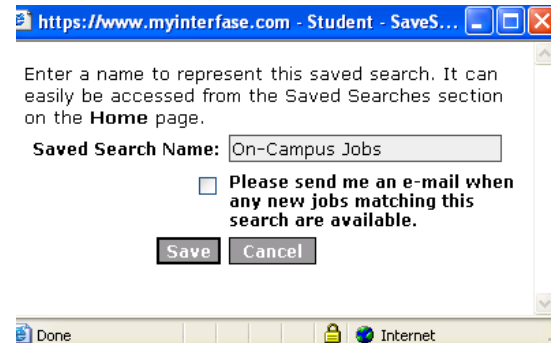 https://www.myinterfase.com - Student - SaveS...
Enter a name to represent this saved search. It can
easily be accessed from the Saved Searches section
on the Home page.
Saved Search Name: On-Campus Jobs
Please send me an e-mail when
any new jobs matching this
search are available.
Save Cancel
Done Internet